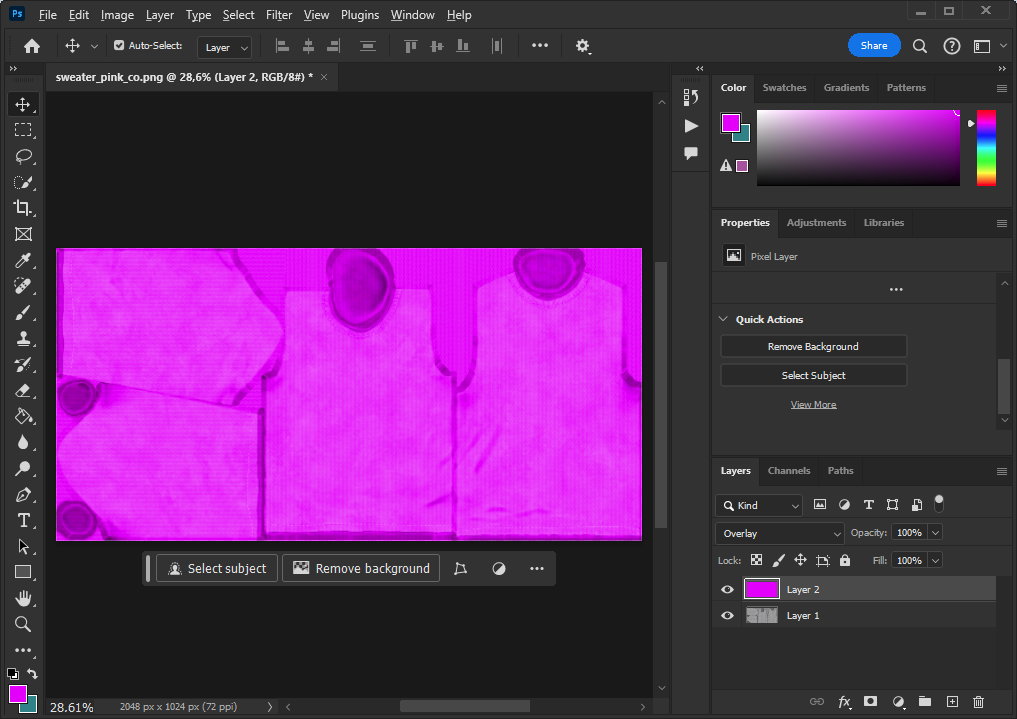 Ps File Edit Image Layer Type Select Filter View Plugins Window Help
Auto-Select: Layer Share
sweater_pink_co.png @ 28,6% (Layer 2, RGB/8#) *
Color Swatches Gradients Patterns
Properties Adjustments Libraries
Pixel Layer
Quick Actions
Remove Background
Select Subject
View More
Layers Channels Paths
Kind
Overlay Opacity: 100%
Lock: Fill: 100%
Layer 2
Layer 1
Select subject Remove background
28.61% 2048 px x 1024 px (72 ppi)